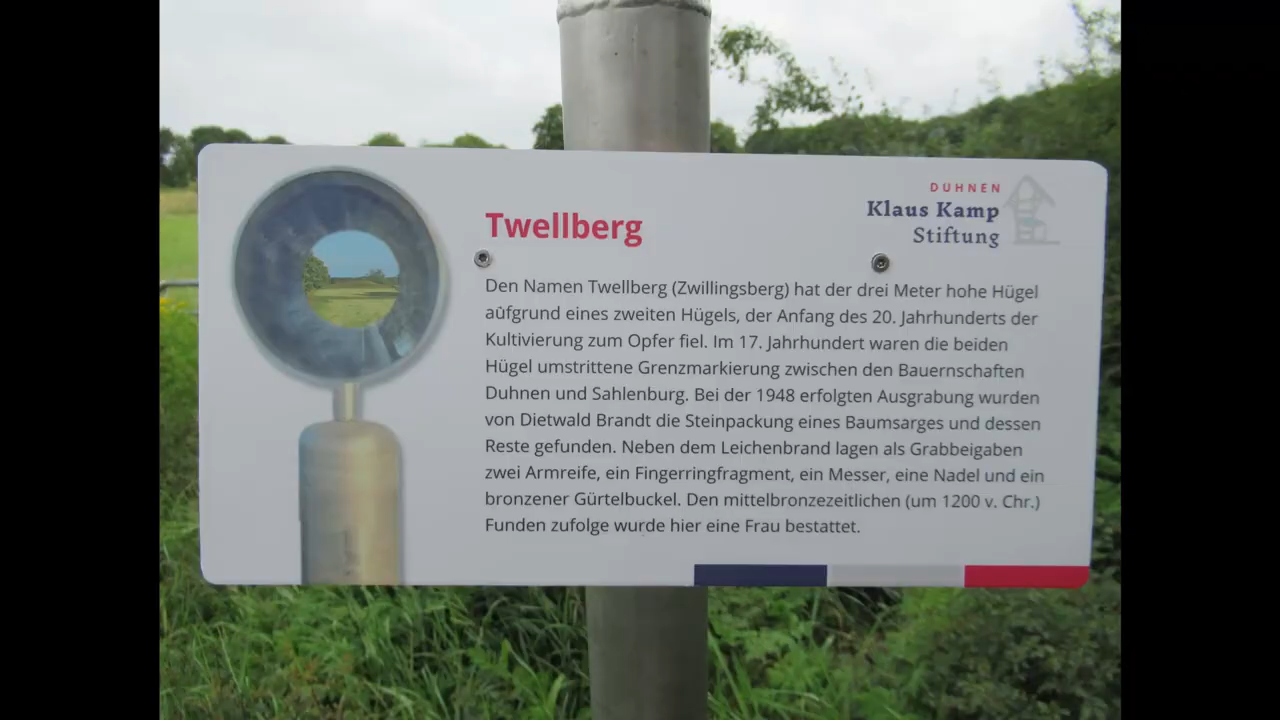 DUHNEN
Klaus Kamp
Stiftung
Twellberg
Den Namen Twellberg (Zwillingsberg) hat der drei Meter hohe Hügel
aufgrund eines zweiten Hügels, der Anfang des 20. Jahrhunderts der
Kultivierung zum Opfer fiel. Im 17. Jahrhundert waren die beiden
Hügel umstrittene Grenzmarkierung zwischen den Bauernschaften
Duhnen und Sahlenburg. Bei der 1948 erfolgten Ausgrabung wurden
von Dietwald Brandt die Steinpackung eines Baumsarges und dessen
Reste gefunden. Neben dem Leichenbrand lagen als Grabbeigaben
zwei Armreife, ein Fingerringfragment, ein Messer, eine Nadel und ein
bronzener Gürtelbuckel. Den mittelbronzezeitlichen (um 1200 v. Chr.)
Funden zufolge wurde hier eine Frau bestattet.